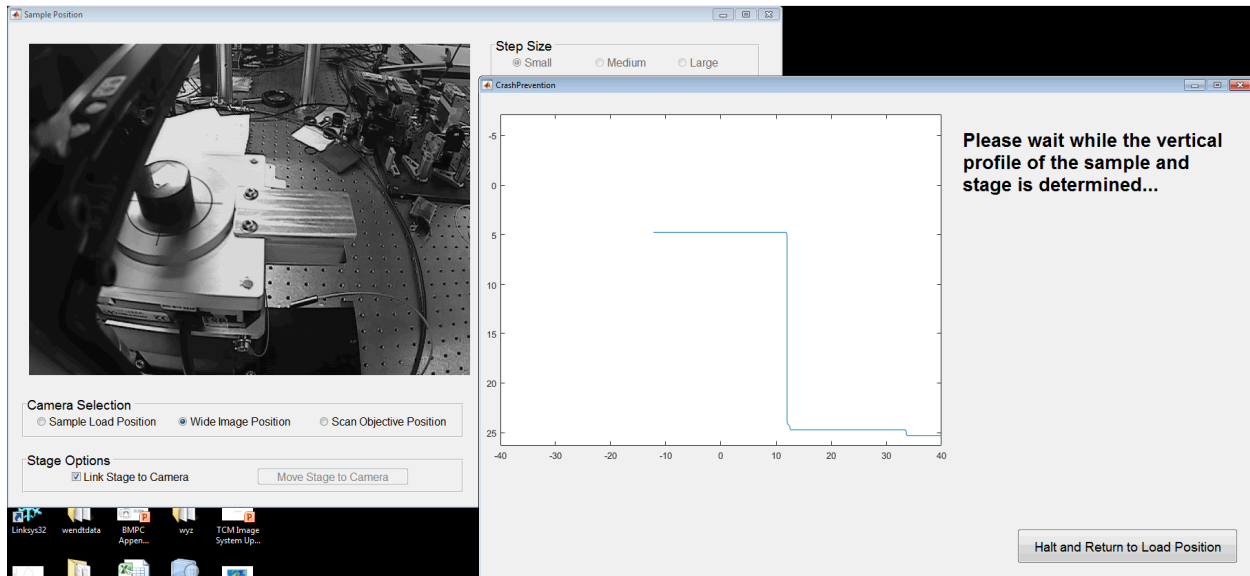 Sample Position
Step Size
Small Medium Large
CrashPrevention
-5
0
5
10
15
20
25
-40 -30 -20 -10 0 10 20 30 40
Please wait while the vertical
profile of the sample and
stage is determined...
Camera Selection
Sample Load Position Wide Image Position Scan Objective Position
Stage Options
Link Stage to Camera Move Stage to Camera
Linksys32 wendtdata BMPC wyz TCM Image
Appen... System Up...
Halt and Return to Load Position